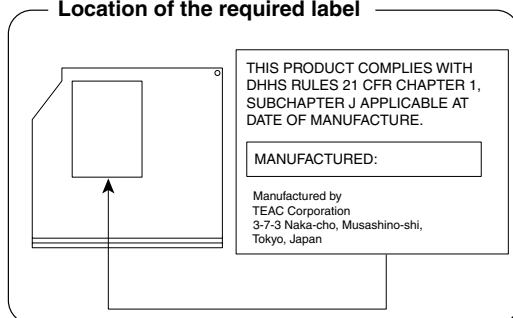 Location of the required label
THIS PRODUCT COMPLIES WITH
DHHS RULES 21 CFR CHAPTER 1,
SUBCHAPTER J APPLICABLE AT
DATE OF MANUFACTURE.
MANUFACTURED:
Manufactured by
TEAC Corporation
3-7-3 Naka-cho, Musashino-shi,
Tokyo, Japan